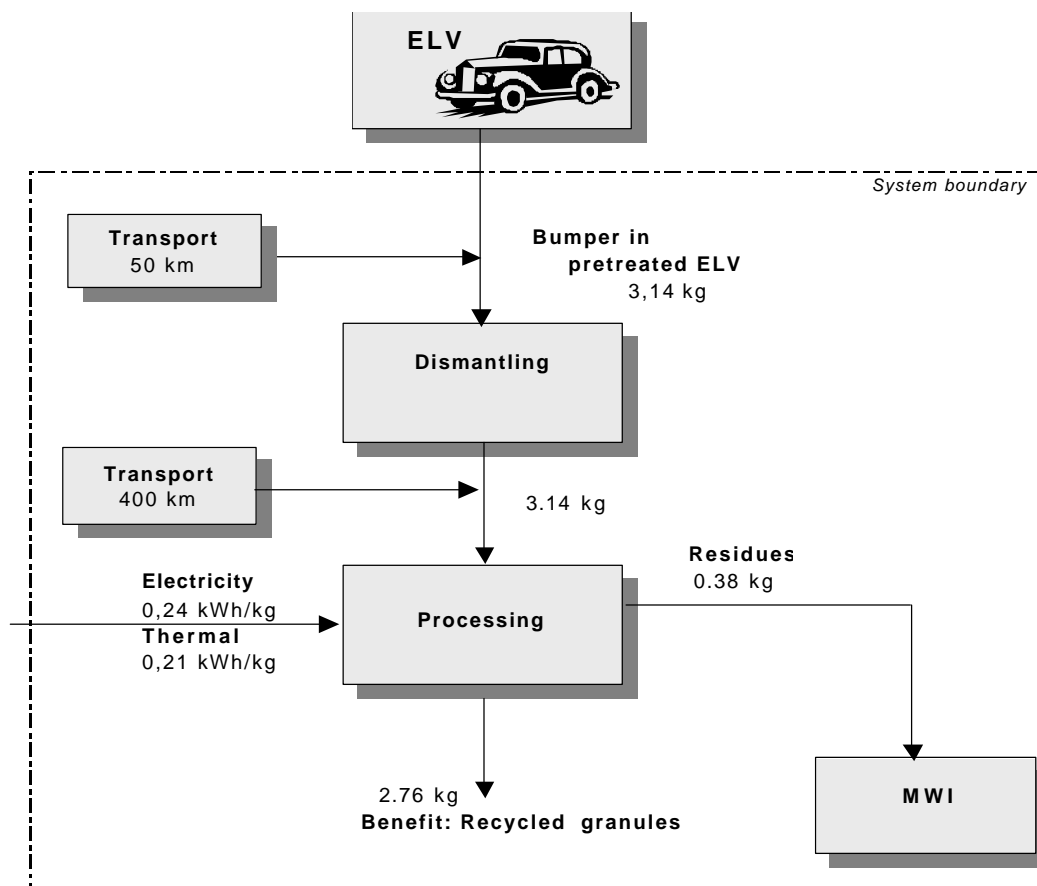 ELV
System boundary
Transport
50 km
Bumper in
pretreated ELV
3,14 kg
Dismantling
Transport
400 km
3.14 kg
Residues
0.38 kg
Electricity
0,24 kWh/kg
Thermal
0,21 kWh/kg
Processing
MWI
2.76 kg
Benefit: Recycled granules